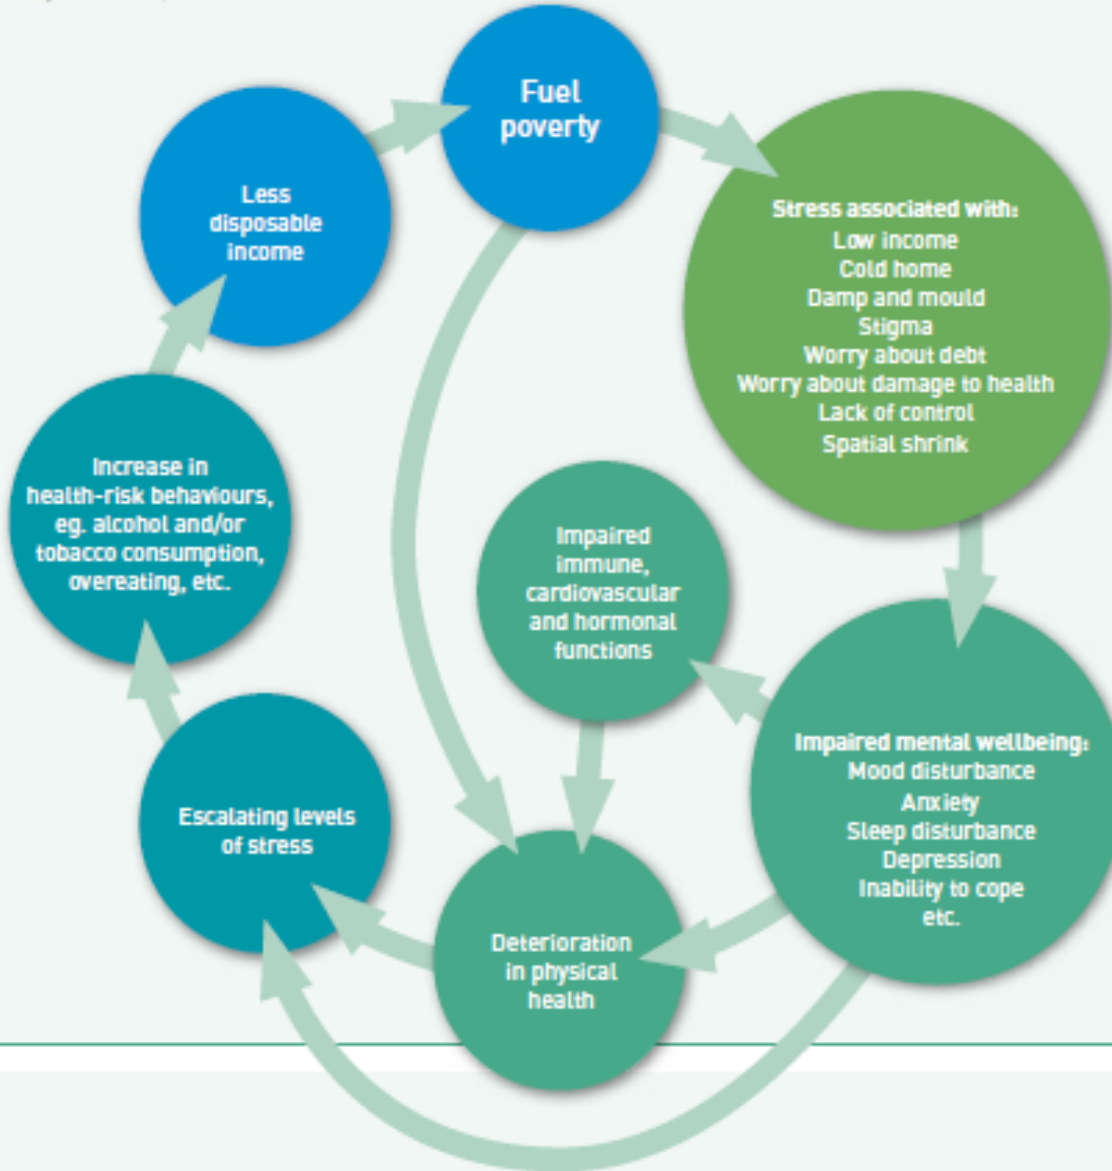 Fuel
poverty
Stress associated with:
Low income
Cold home
Damp and mould
Stigma
Worry about debt
Worry about damage to health
Lack of control
Spatial shrink
Impaired mental wellbeing:
Mood disturbance
Anxiety
Sleep disturbance
Depression
Inability to cope
etc.
Impaired
immune,
cardiovascular
and hormonal
functions
Deterioration
in physical
health
Escalating levels
of stress
Increase in
health-risk behaviours,
eg. alcohol and/or
tobacco consumption,
overeating, etc.
Less
disposable
income